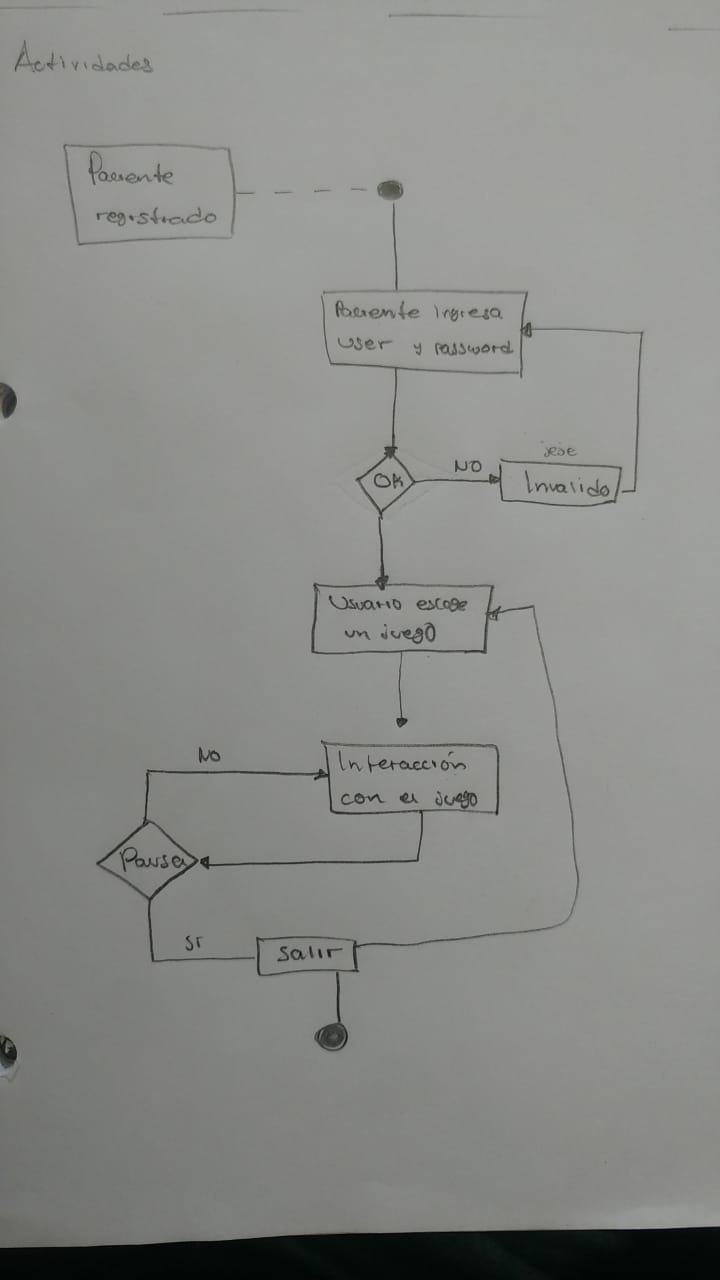 Actividades
Paciente
registrado
Paciente ingresa
user y password
OK
NO
jeje
Invalido
Usuario escoge
un juego
NO
Interacción
con el juego
Pausa
SI
Salir